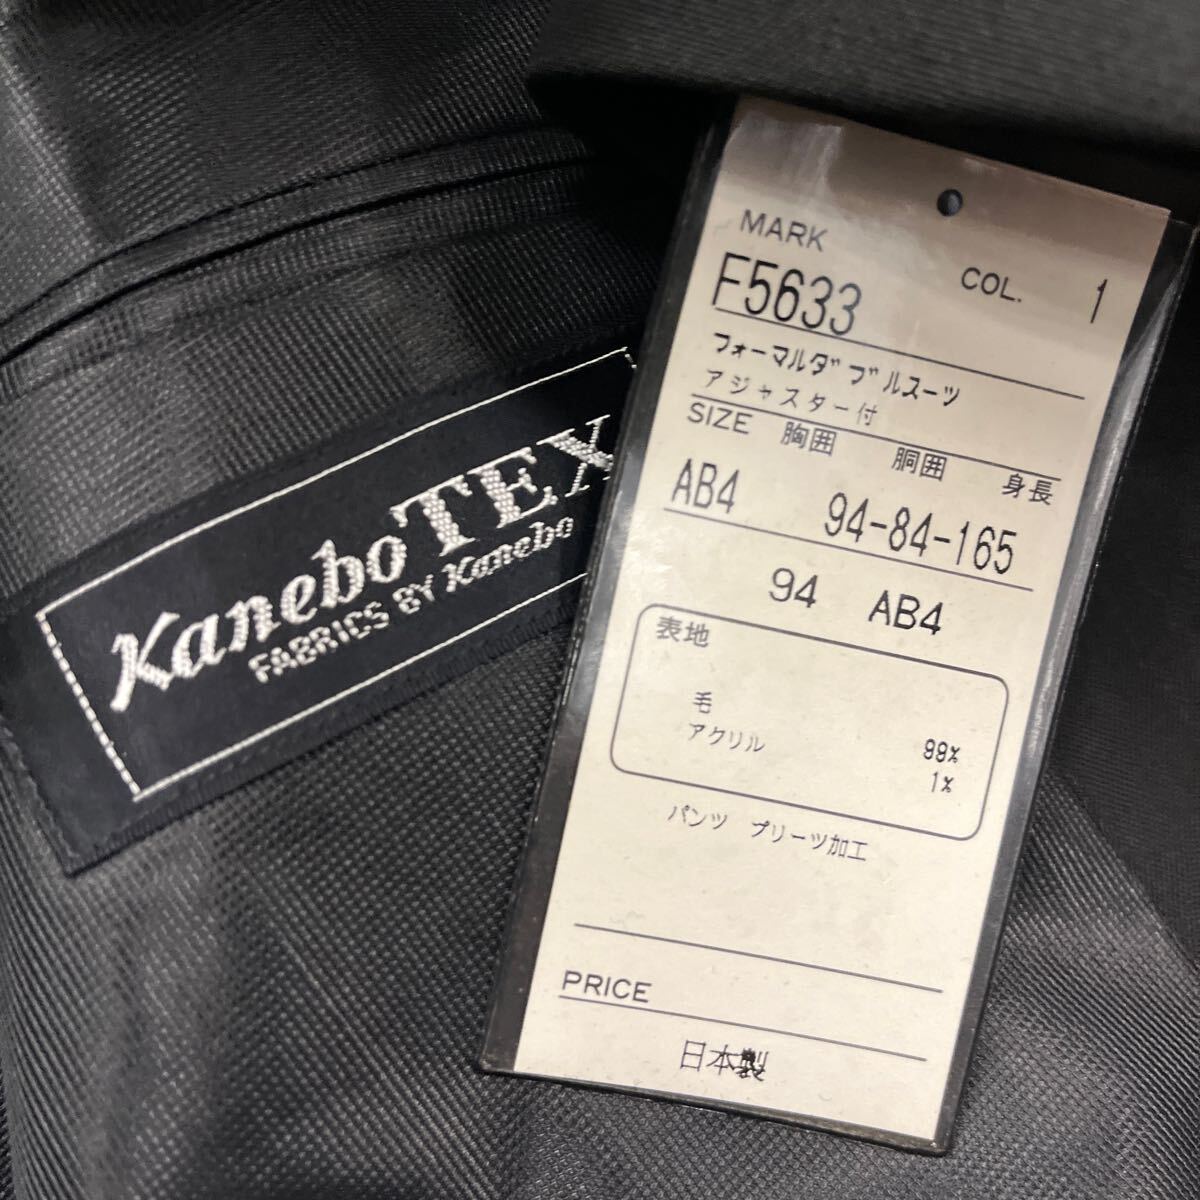 Kanebo TEX
FABRICS BY Kanebo
MARK
F5633
COL. 1
フォーマルダブルスーツ
アジャスター付
SIZE 胸囲 胴囲 身長
AB4 94-84-165
94 AB4
表地
毛 99%
アクリル 1%
パンツ プリーツ加工
PRICE
日本製